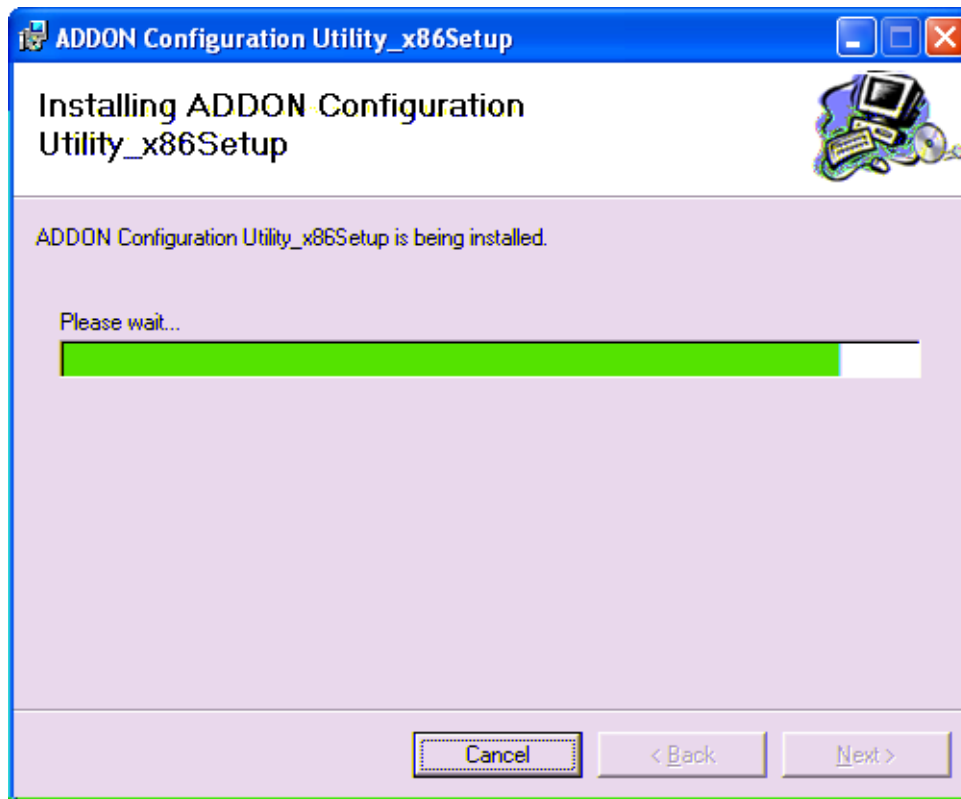 ADDON Configuration Utility_x86Setup
Installing ADDON Configuration
Utility_x86Setup
ADDON Configuration Utility_x86Setup is being installed.
Please wait...
Cancel
< Back
Next >